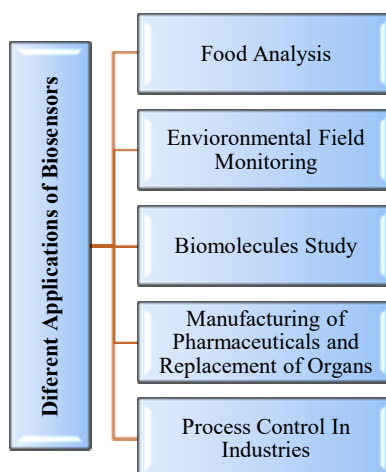 Diferent Applications of Biosensors
Food Analysis
Envioronmental Field
Monitoring
Biomolecules Study
Manufacturing of
Pharmaceuticals and
Replacement of Organs
Process Control In
Industries